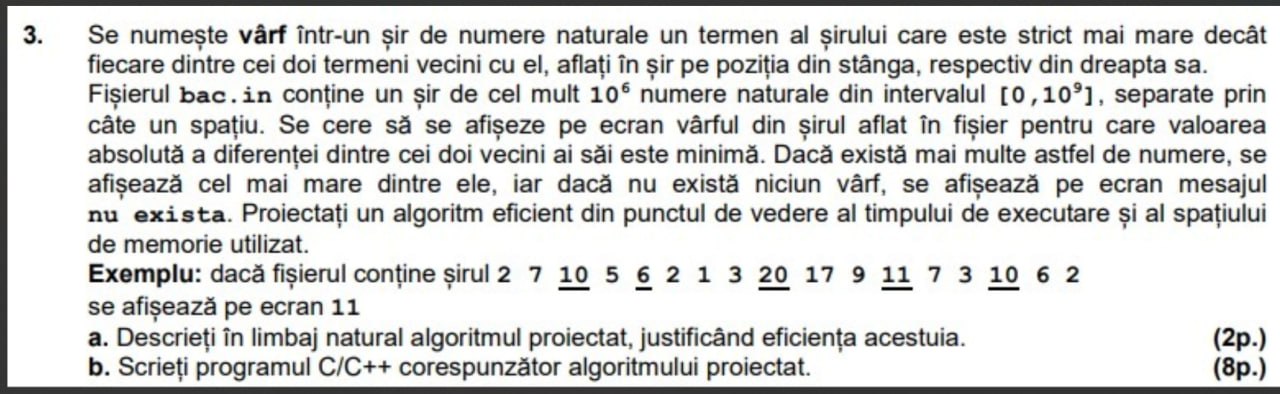 3. Se numește vârf într-un șir de numere naturale un termen al șirului care este strict mai mare decât
fiecare dintre cei doi termeni vecini cu el, aflați în șir pe poziția din stânga, respectiv din dreapta sa.
Fișierul bac.in conține un șir de cel mult 10⁶ numere naturale din intervalul [0,10⁹], separate prin
câte un spațiu. Se cere să se afișeze pe ecran vârful din șirul aflat în fișier pentru care valoarea
absolută a diferenței dintre cei doi vecini ai săi este minimă. Dacă există mai multe astfel de numere, se
afișează cel mai mare dintre ele, iar dacă nu există niciun vârf, se afișează pe ecran mesajul
nu exista. Proiectați un algoritm eficient din punctul de vedere al timpului de executare și al spațiului
de memorie utilizat.
Exemplu: dacă fișierul conține șirul 2 7 10 5 6 2 1 3 20 17 9 11 7 3 10 6 2
se afișează pe ecran 11
a. Descrieți în limbaj natural algoritmul proiectat, justificând eficiența acestuia. (2p.)
b. Scrieți programul C/C++ corespunzător algoritmului proiectat. (8p.)